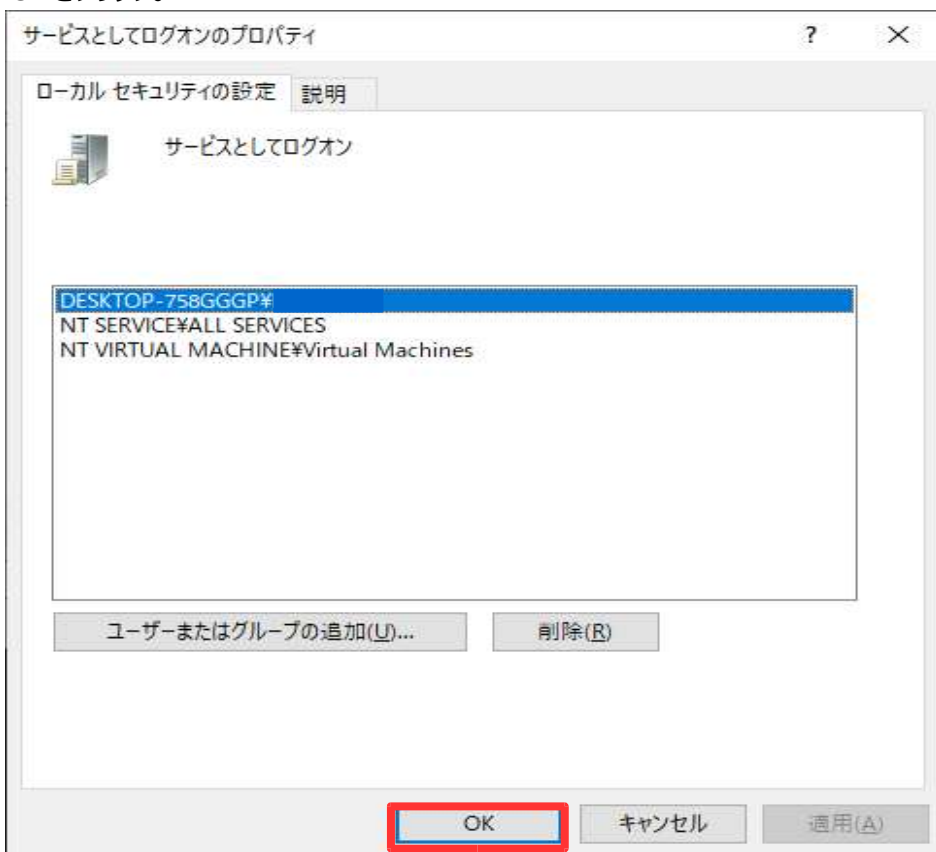 サービスとしてログオンのプロパティ ? ×
ローカル セキュリティの設定 説明
サービスとしてログオン
DESKTOP-758GGGP¥
NT SERVICE¥ALL SERVICES
NT VIRTUAL MACHINE¥Virtual Machines
ユーザーまたはグループの追加(U)... 削除(R)
OK キャンセル 適用(A)